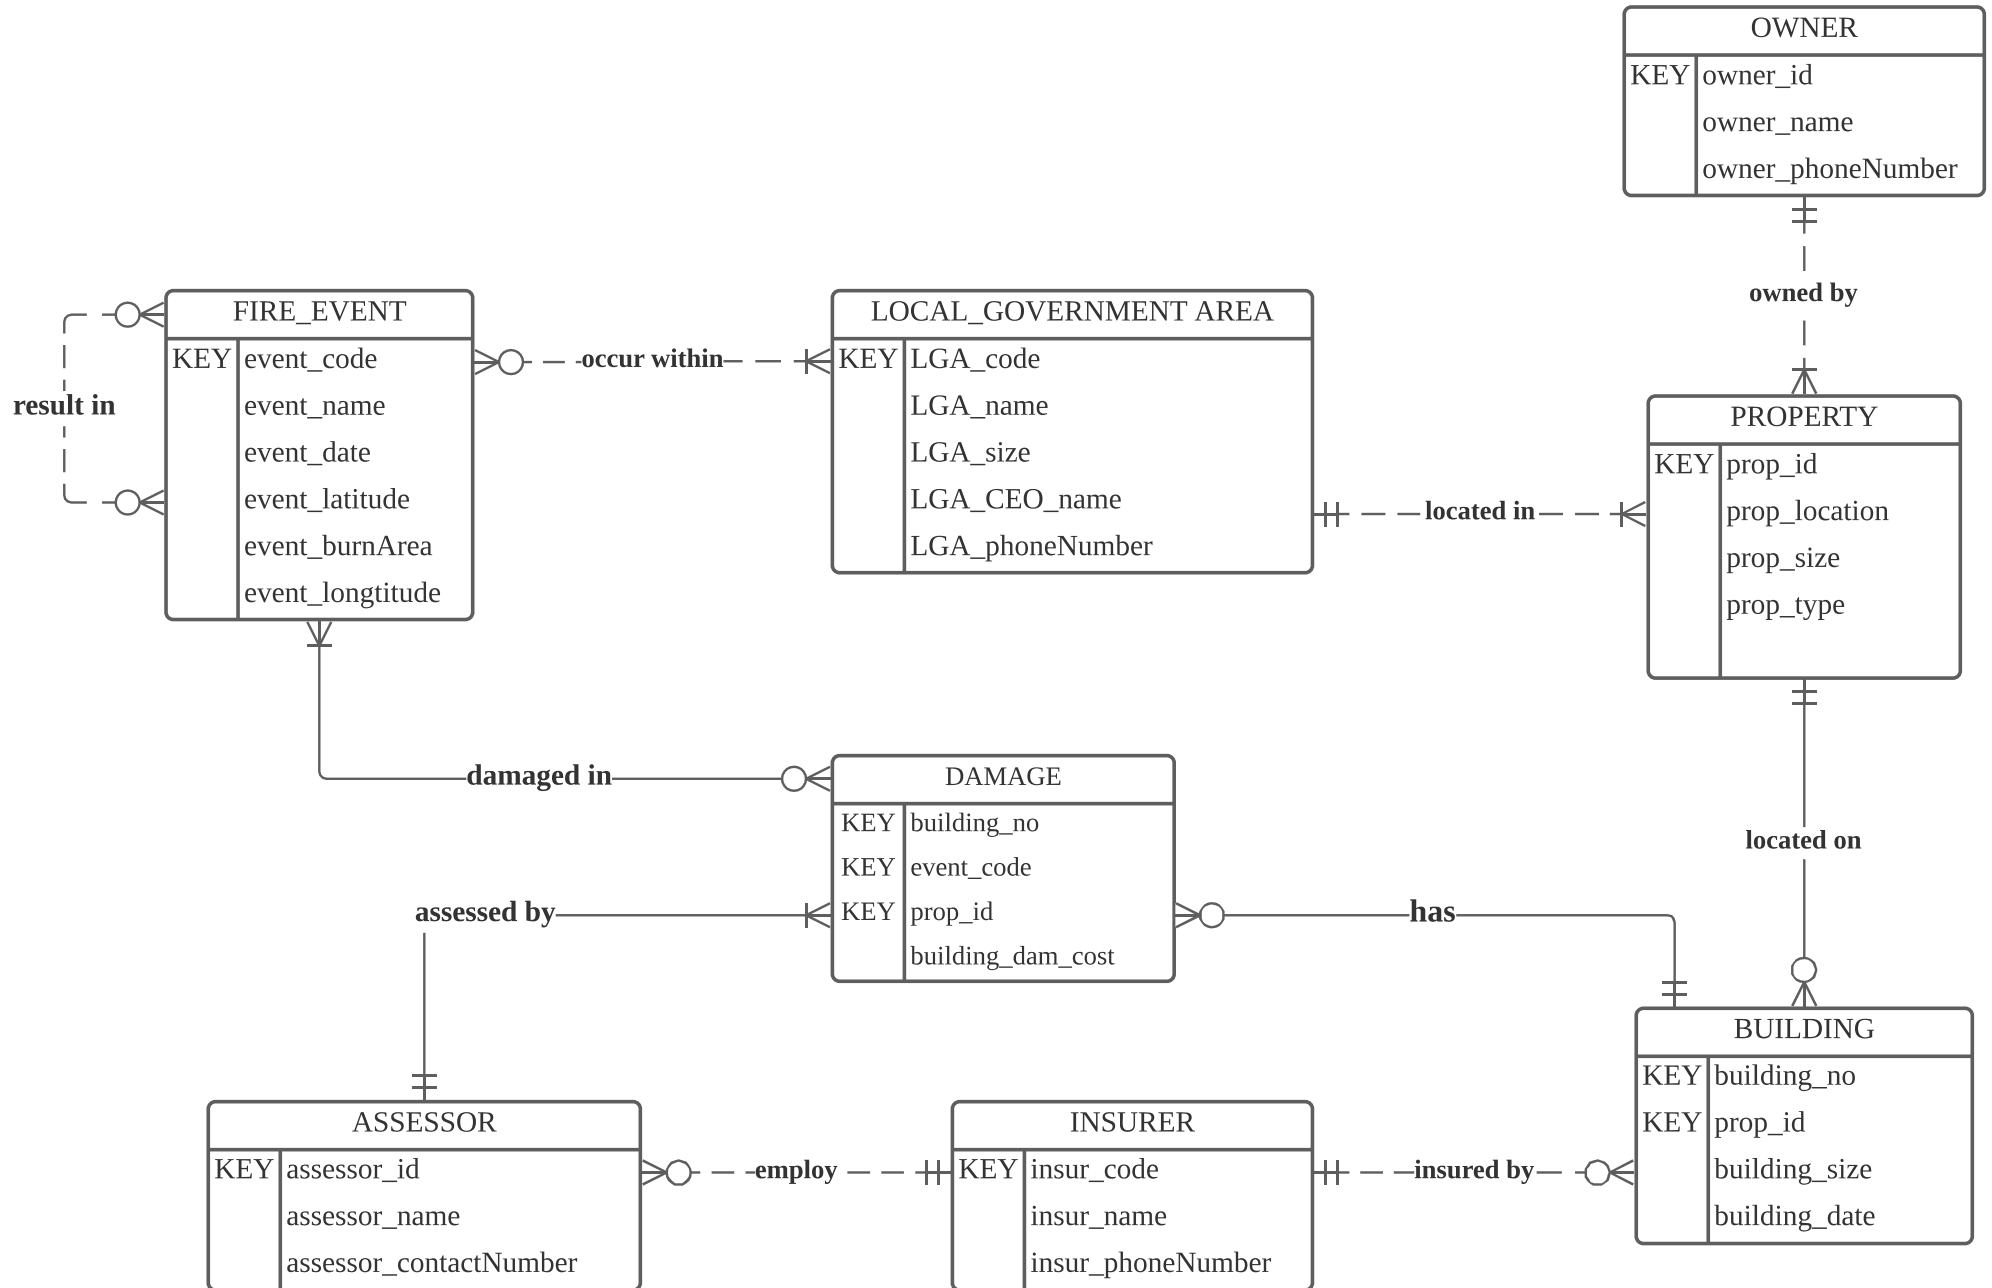 OWNER
KEY owner_id
owner_name
owner_phoneNumber
owned by
FIRE_EVENT
KEY event_code
event_name
event_date
event_latitude
event_burnArea
event_longtitude
result in
occur within
LOCAL_GOVERNMENT AREA
KEY LGA_code
LGA_name
LGA_size
LGA_CEO_name
LGA_phoneNumber
located in
PROPERTY
KEY prop_id
prop_location
prop_size
prop_type
damaged in
DAMAGE
KEY building_no
KEY event_code
KEY prop_id
building_dam_cost
located on
assessed by
has
BUILDING
KEY building_no
KEY prop_id
building_size
building_date
ASSESSOR
KEY assessor_id
assessor_name
assessor_contactNumber
employ
INSURER
KEY insur_code
insur_name
insur_phoneNumber
insured by